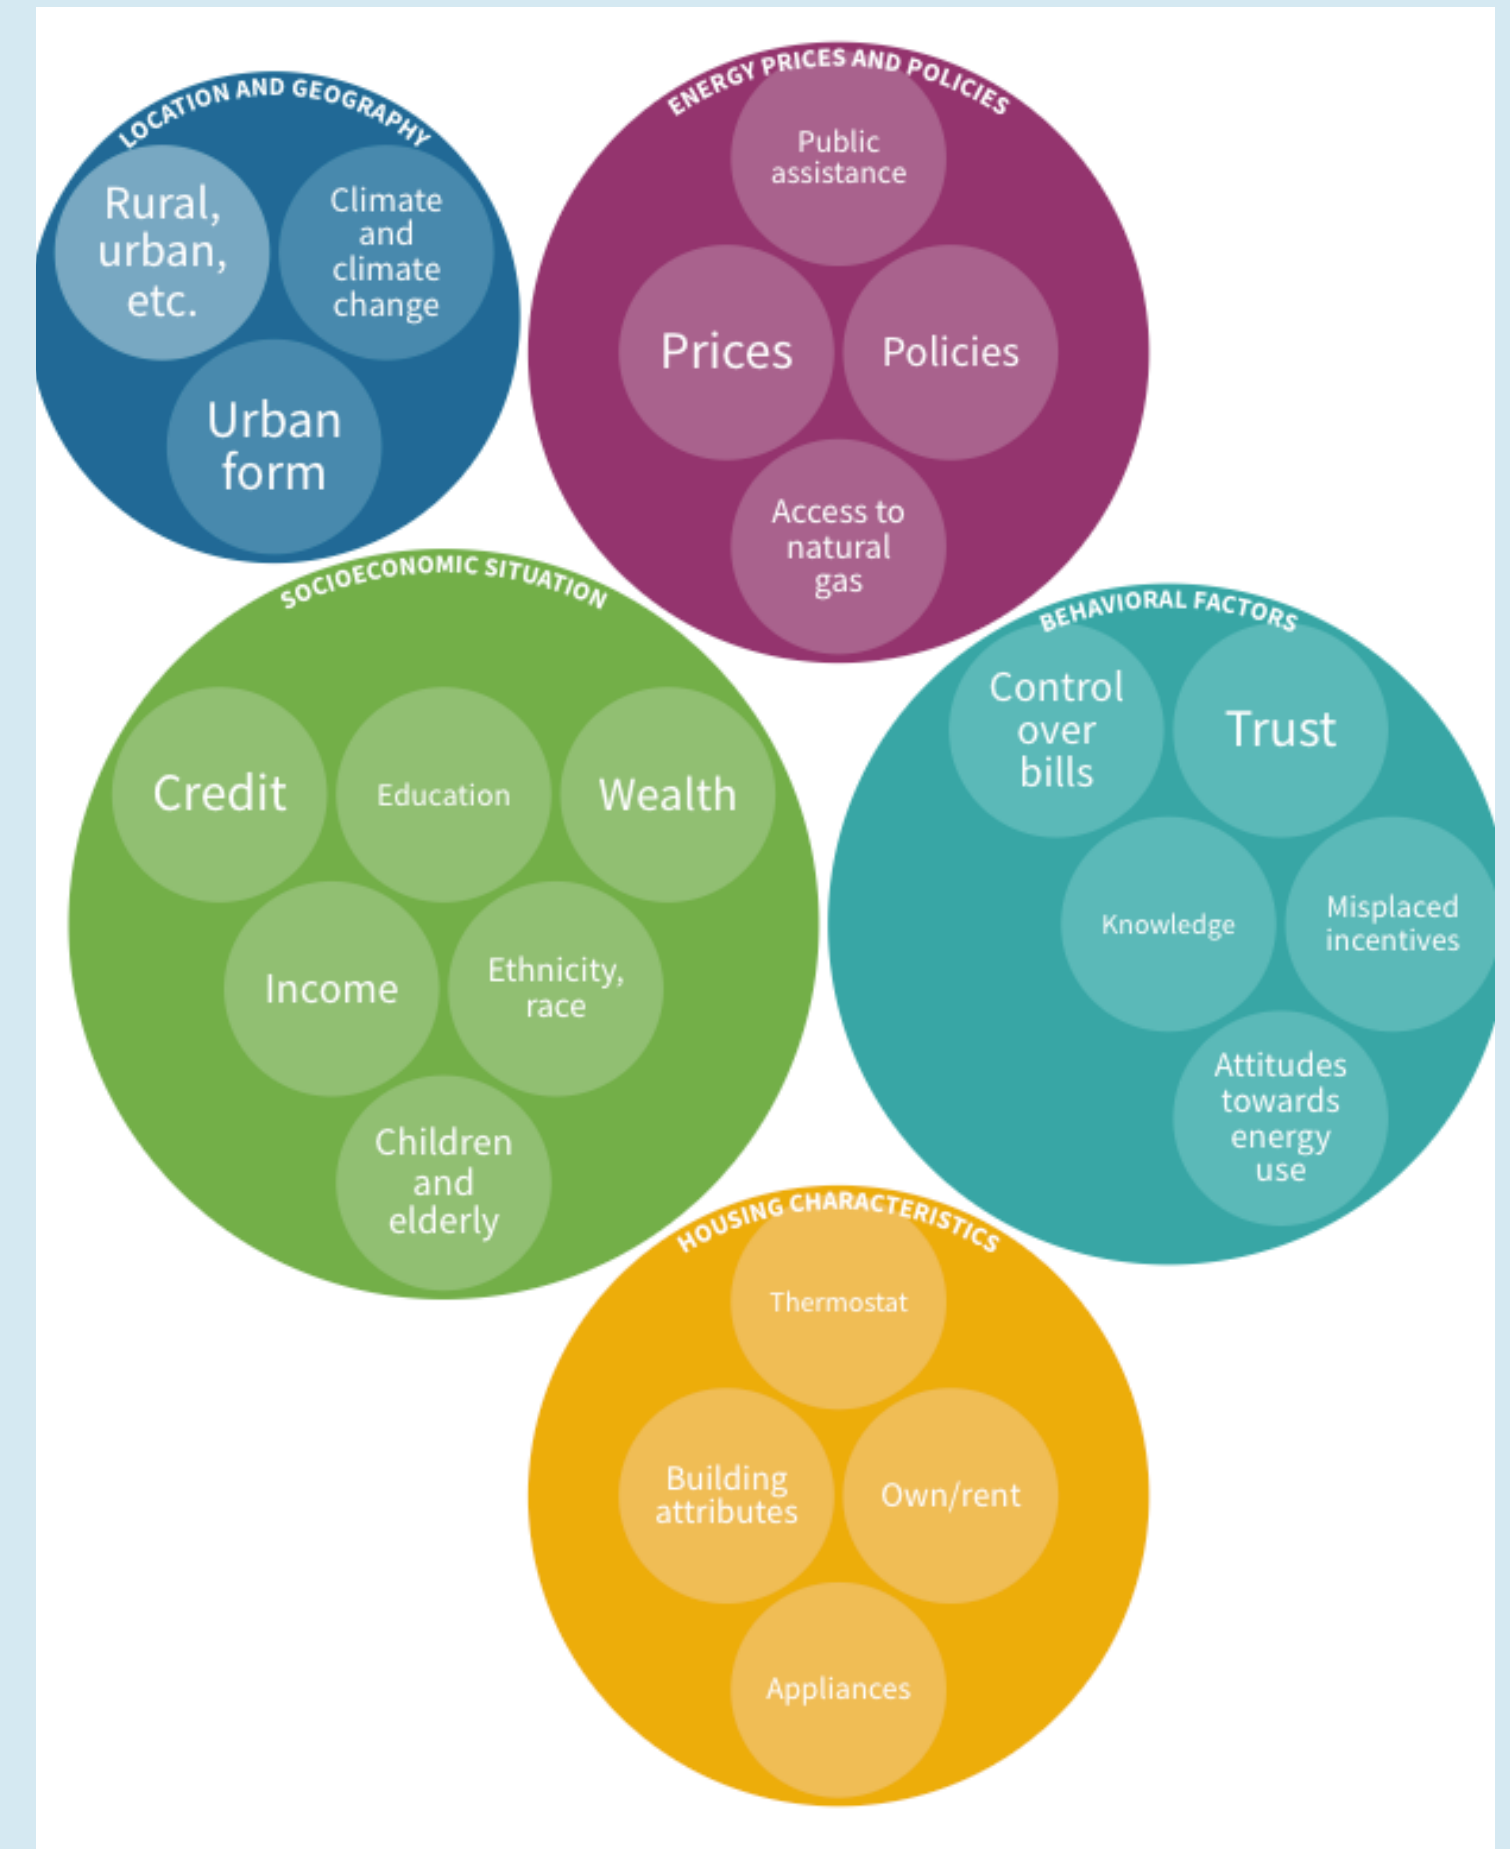 LOCATION AND GEOGRAPHY
Rural,
urban,
etc.
Climate
and
climate
change
Urban
form
ENERGY PRICES AND POLICIES
Public
assistance
Prices
Policies
Access to
natural
gas
SOCIOECONOMIC SITUATION
Credit
Education
Wealth
Income
Ethnicity,
race
Children
and
elderly
BEHAVIORAL FACTORS
Control
over
bills
Trust
Knowledge
Misplaced
incentives
Attitudes
towards
energy
use
HOUSING CHARACTERISTICS
Thermostat
Building
attributes
Own/rent
Appliances